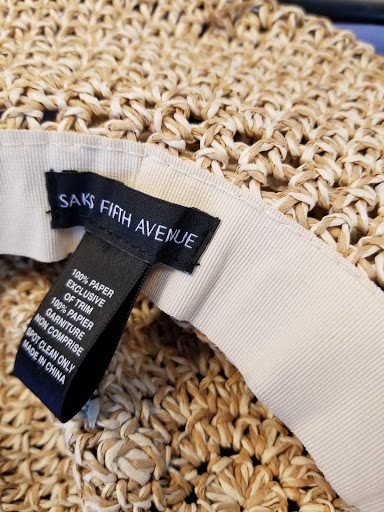 SAKS FIFTH AVENUE
100% PAPER
EXCLUSIVE
OF TRIM
100% PAPIER
GARNITURE
NON COMPRISE
SPOT CLEAN ONLY
MADE IN CHINA